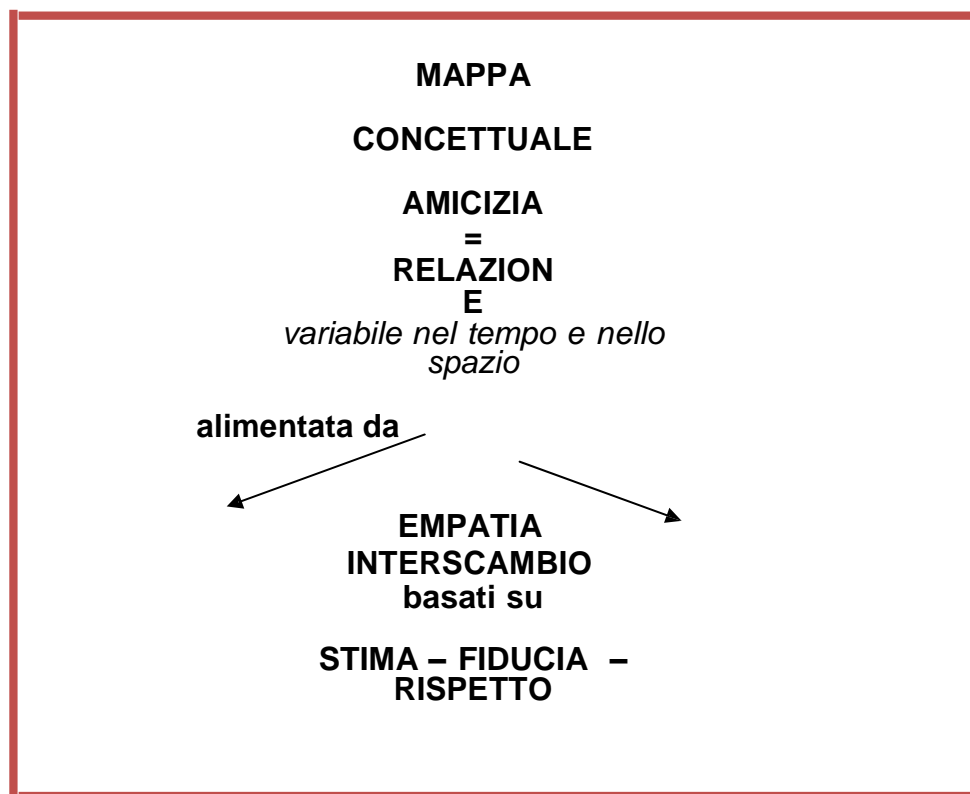 MAPPA
CONCETTUALE
AMICIZIA
=
RELAZION
E
variabile nel tempo e nello
spazio
alimentata da
EMPATIA
INTERSCAMBIO
basati su
STIMA – FIDUCIA –
RISPETTO